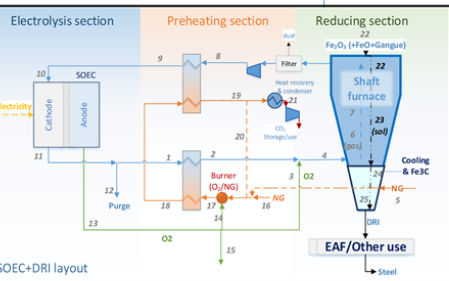 Electrolysis section
Preheating section
Reducing section
22
dust
Fe₂O₃ (+FeO+Gangue)
10
SOEC
9
8
Filter
22
Heat recovery
& condenser
Shaft
furnace
19
21
lectricity
Cathode
Anode
7
23
(sol)
CO₂
Storage/use
6
(gas)
20
11
1
2
4
Cooling
& Fe3C
Burner
(O₂/NG)
3
O2
24
12
NG
17
NG
5
Purge
18
16
25
14
13
DRI
O2
15
EAF/Other use
SOEC+DRI layout
Steel